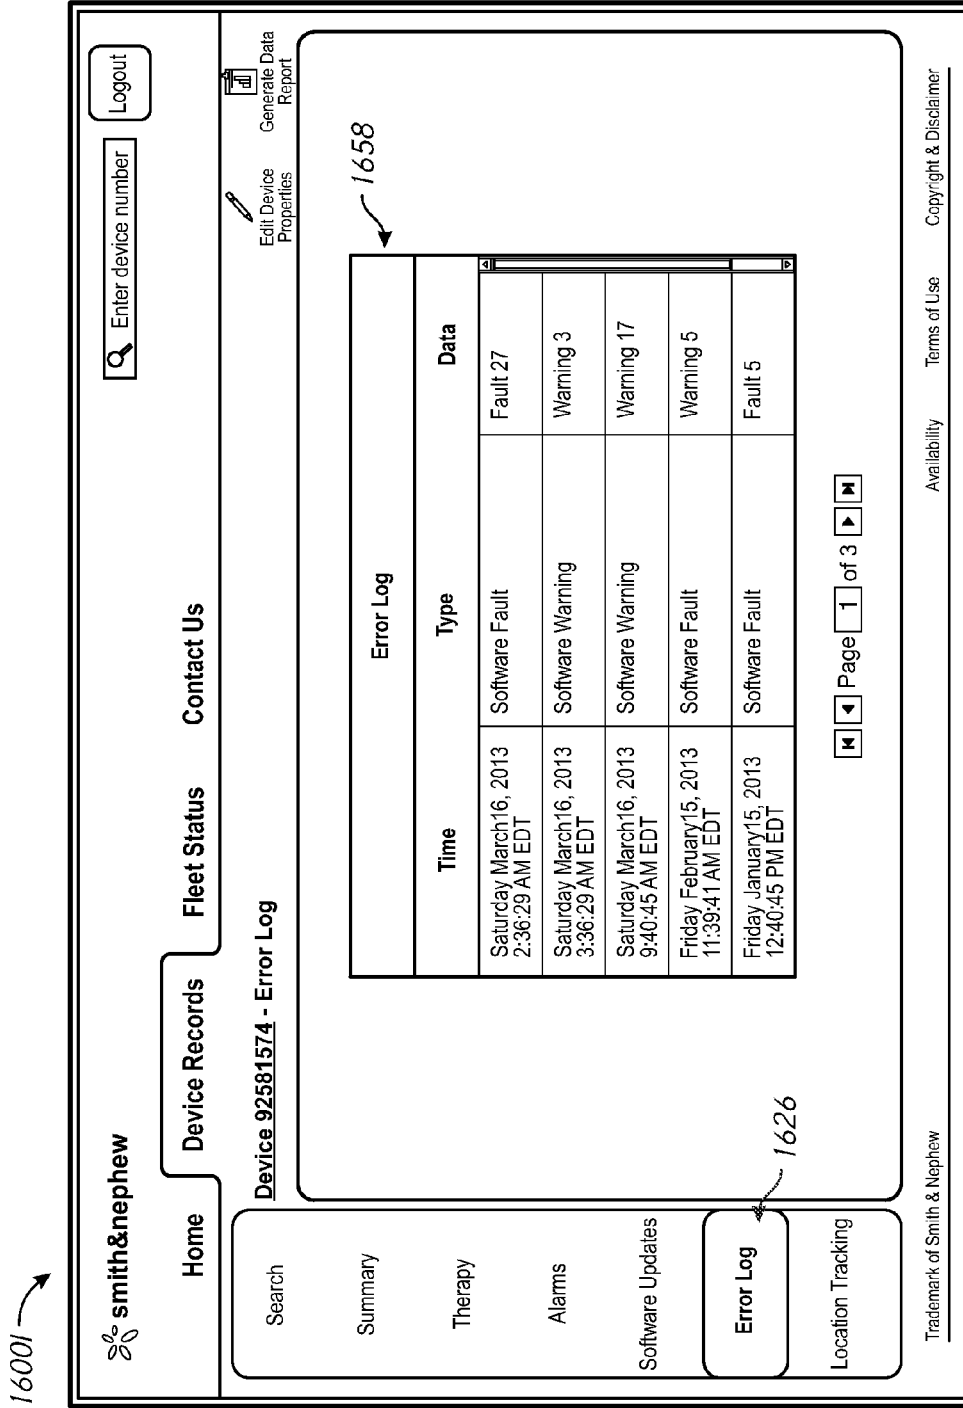 1600I
smith&nephew
Enter device number
Logout
Home Device Records Fleet Status Contact Us
Device 92581574 - Error Log
Edit Device
Properties
Generate Data
Report
Search
Summary
Therapy
Alarms
Software Updates
Error Log
Location Tracking
1626
1658
Error Log
Time Type Data
Saturday March16, 2013
2:36:29 AM EDT
Software Fault
Fault 27
Saturday March16, 2013
3:36:29 AM EDT
Software Warning
Warning 3
Saturday March16, 2013
9:40:45 AM EDT
Software Warning
Warning 17
Friday February15, 2013
11:39:41 AM EDT
Software Fault
Warning 5
Friday January15, 2013
12:40:45 PM EDT
Software Fault
Fault 5
Page 1 of 3
Trademark of Smith & Nephew
Availability Terms of Use Copyright & Disclaimer